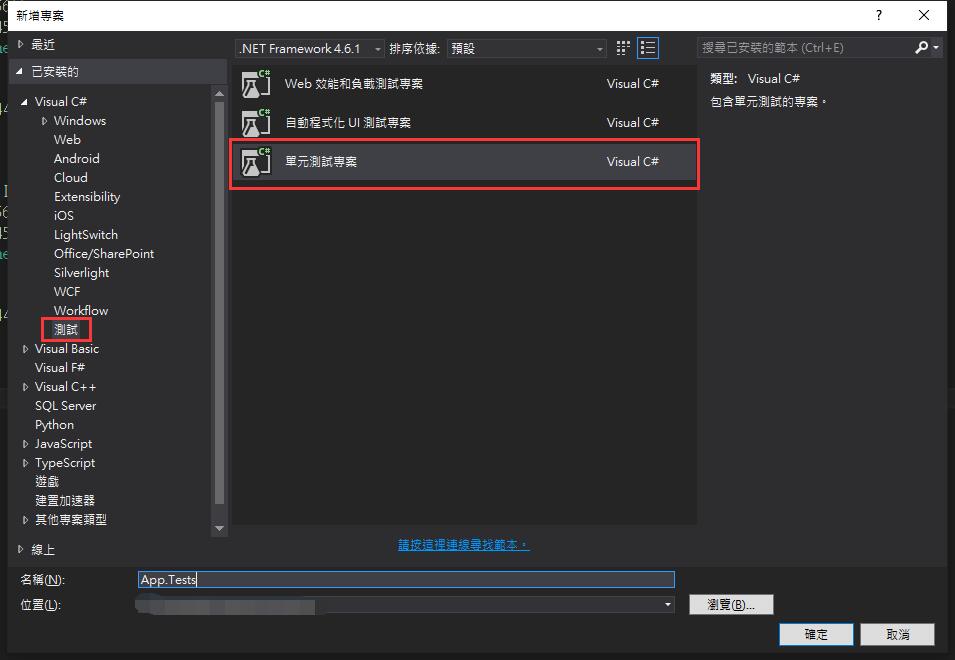 新增專案
?
最近
.NET Framework 4.6.1
排序依據:
預設
搜尋已安裝的範本 (Ctrl+E)
已安裝的
Visual C#
Windows
Web
Android
Cloud
Extensibility
iOS
LightSwitch
Office/SharePoint
Silverlight
WCF
Workflow
測試
Visual Basic
Visual F#
Visual C++
SQL Server
Python
JavaScript
TypeScript
遊戲
建置加速器
其他專案類型
線上
C#
Web 效能和負載測試專案
Visual C#
C#
自動程式化 UI 測試專案
Visual C#
C#
單元測試專案
Visual C#
請按這裡連線尋找範本。
類型: Visual C#
包含單元測試的專案。
名稱(N):
App.Tests
位置(L):
瀏覽(B)...
確定
取消